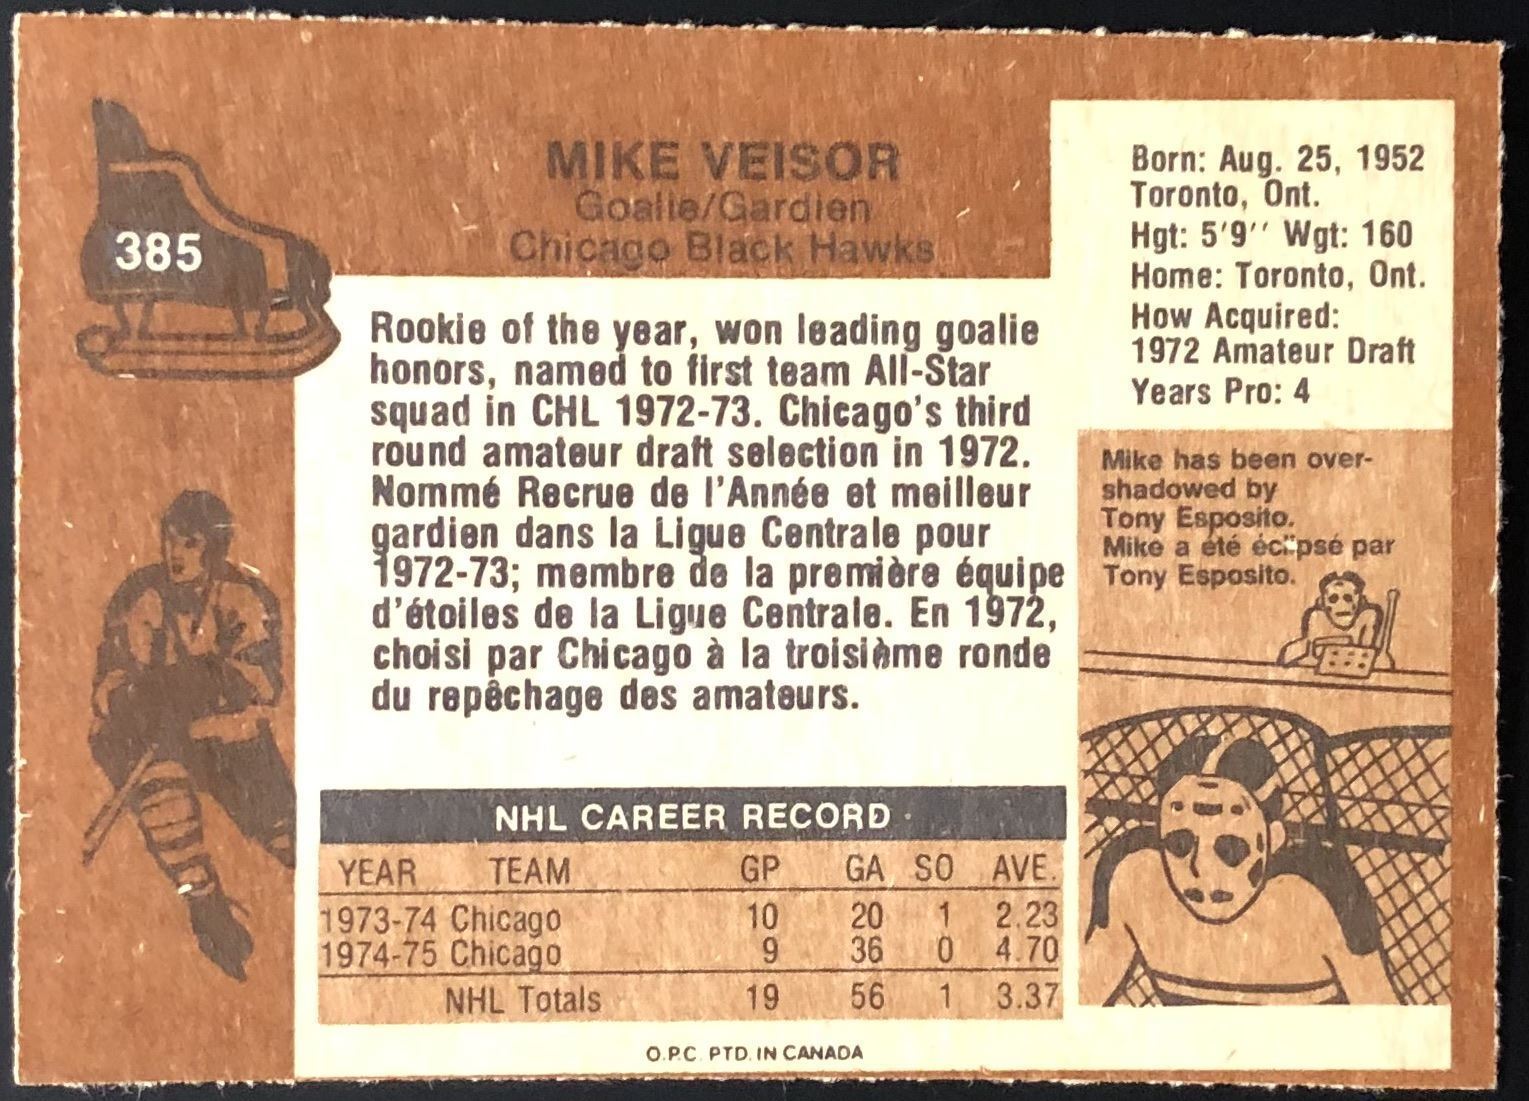 385
MIKE VEISOR
Goalie/Gardien
Chicago Black Hawks
Born: Aug. 25, 1952
Toronto, Ont.
Hgt: 5'9'' Wgt: 160
Home: Toronto, Ont.
How Acquired:
1972 Amateur Draft
Years Pro: 4
Rookie of the year, won leading goalie
honors, named to first team All-Star
squad in CHL 1972-73. Chicago's third
round amateur draft selection in 1972.
Nommé Recrue de l'Année et meilleur
gardien dans la Ligue Centrale pour
1972-73; membre de la première équipe
d'étoiles de la Ligue Centrale. En 1972,
choisi par Chicago à la troisième ronde
du repêchage des amateurs.
Mike has been over-
shadowed by
Tony Esposito.
Mike a été éclipsé par
Tony Esposito.
NHL CAREER RECORD
YEAR TEAM GP GA SO AVE.
1973-74 Chicago 10 20 1 2.23
1974-75 Chicago 9 36 0 4.70
NHL Totals 19 56 1 3.37
O.P.C. PTD. IN CANADA